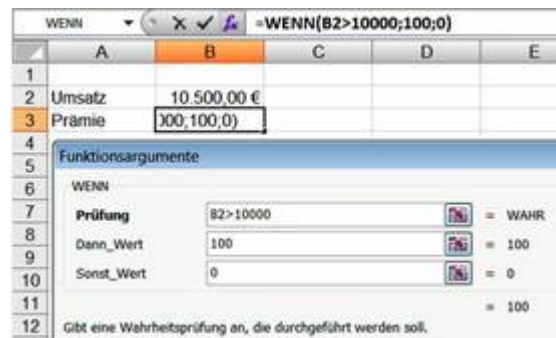 WENN =WENN(B2>10000;100;0)
A B C D E
1
2 Umsatz 10.500,00 €
3 Prämie 000;100;0)
4
5 Funktionsargumente
6 WENN
7 Prüfung B2>10000 = WAHR
8 Dann_Wert 100 = 100
9
10 Sonst_Wert 0 = 0
11 = 100
12 Gibt eine Wahrheitsprüfung an, die durchgeführt werden soll.